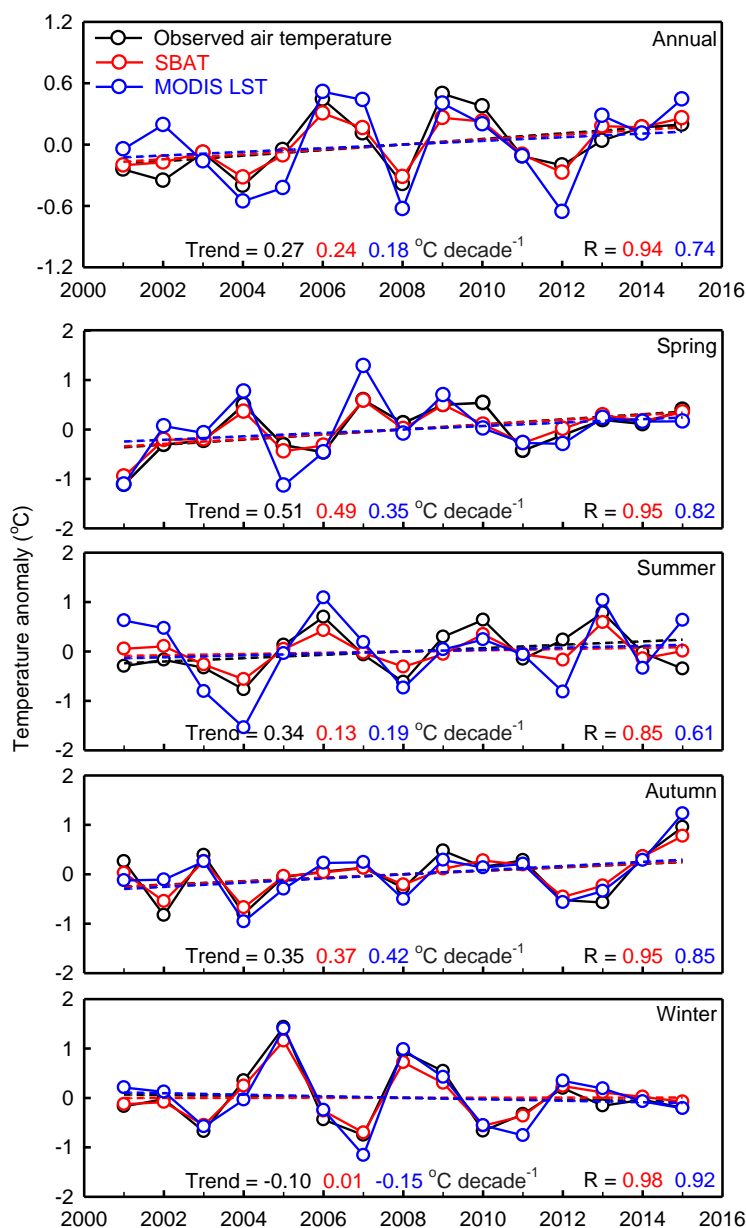 1.2
Observed air temperature
Annual
SBAT
0.6
MODIS LST
0.0
-0.6
Trend = 0.27 0.24 0.18 °C decade⁻¹ R = 0.94 0.74
-1.2
2000 2002 2004 2006 2008 2010 2012 2014 2016
2
Spring
1
0
-1
Trend = 0.51 0.49 0.35 °C decade⁻¹ R = 0.95 0.82
-2
Temperature anomaly (°C)
2
Summer
1
0
-1
Trend = 0.34 0.13 0.19 °C decade⁻¹ R = 0.85 0.61
-2
2
Autumn
1
0
-1
Trend = 0.35 0.37 0.42 °C decade⁻¹ R = 0.95 0.85
-2
2
Winter
1
0
-1
Trend = -0.10 0.01 -0.15 °C decade⁻¹ R = 0.98 0.92
-2
2000 2002 2004 2006 2008 2010 2012 2014 2016